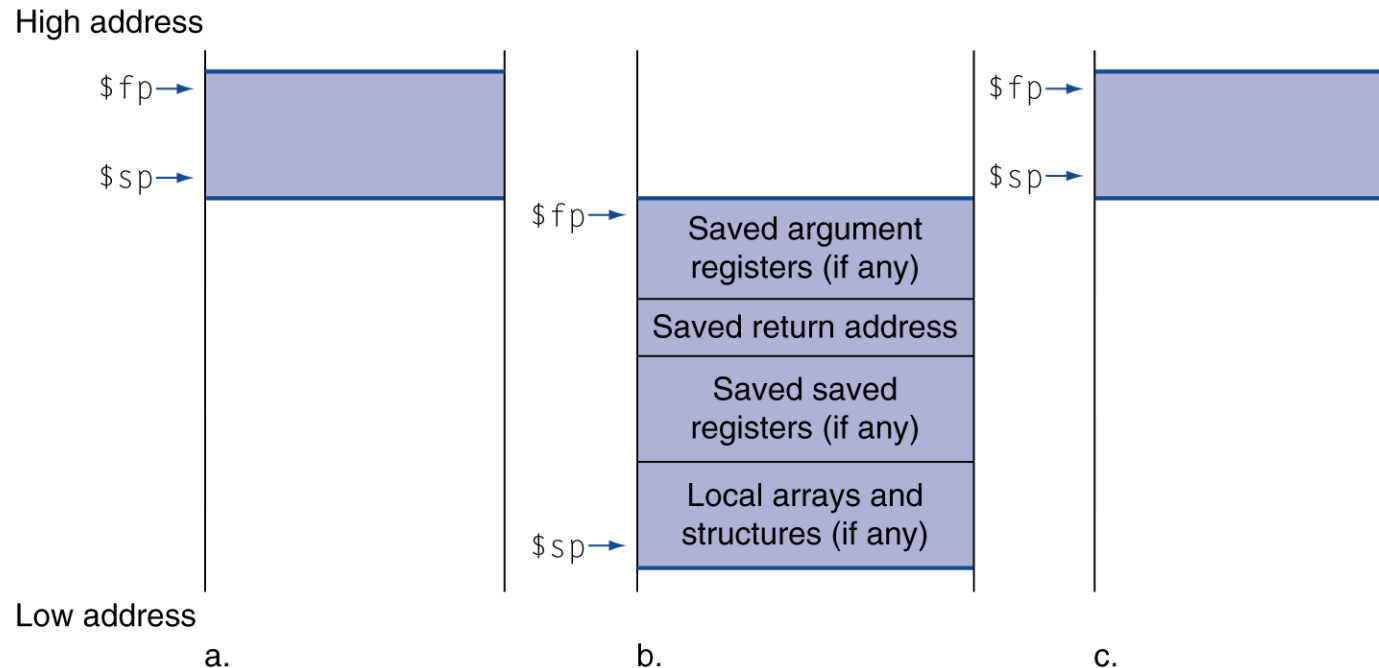 High address
$fp
$sp
$fp
Saved argument
registers (if any)
Saved return address
Saved saved
registers (if any)
Local arrays and
structures (if any)
$sp
$fp
$sp
Low address
a.
b.
c.